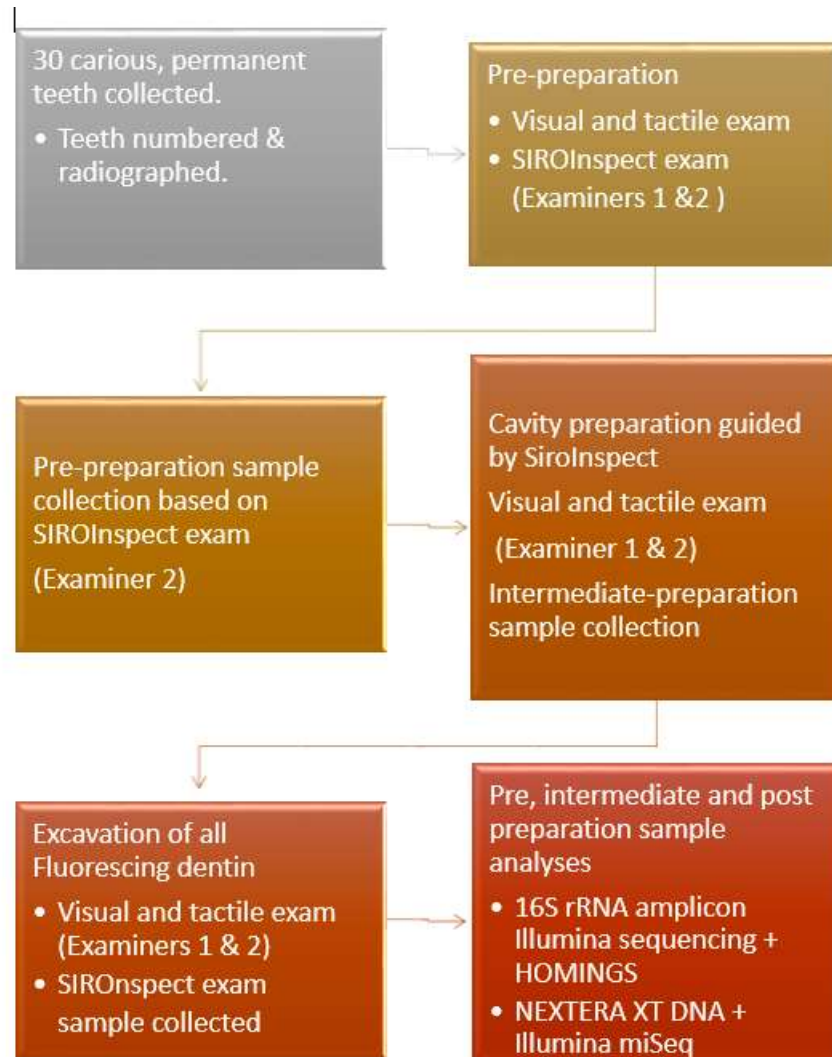 30 carious, permanent
teeth collected.
• Teeth numbered &
radiographed.
Pre-preparation
• Visual and tactile exam
• SIROInspect exam
(Examiners 1 &2 )
Pre-preparation sample
collection based on
SIROInspect exam
(Examiner 2)
Cavity preparation guided
by SiroInspect
Visual and tactile exam
(Examiner 1 & 2)
Intermediate-preparation
sample collection
Excavation of all
Fluorescing dentin
• Visual and tactile exam
(Examiners 1 & 2)
• SIROnspect exam
sample collected
Pre, intermediate and post
preparation sample
analyses
• 16S rRNA amplicon
Illumina sequencing +
HOMINGS
• NEXTERA XT DNA +
Illumina miSeq